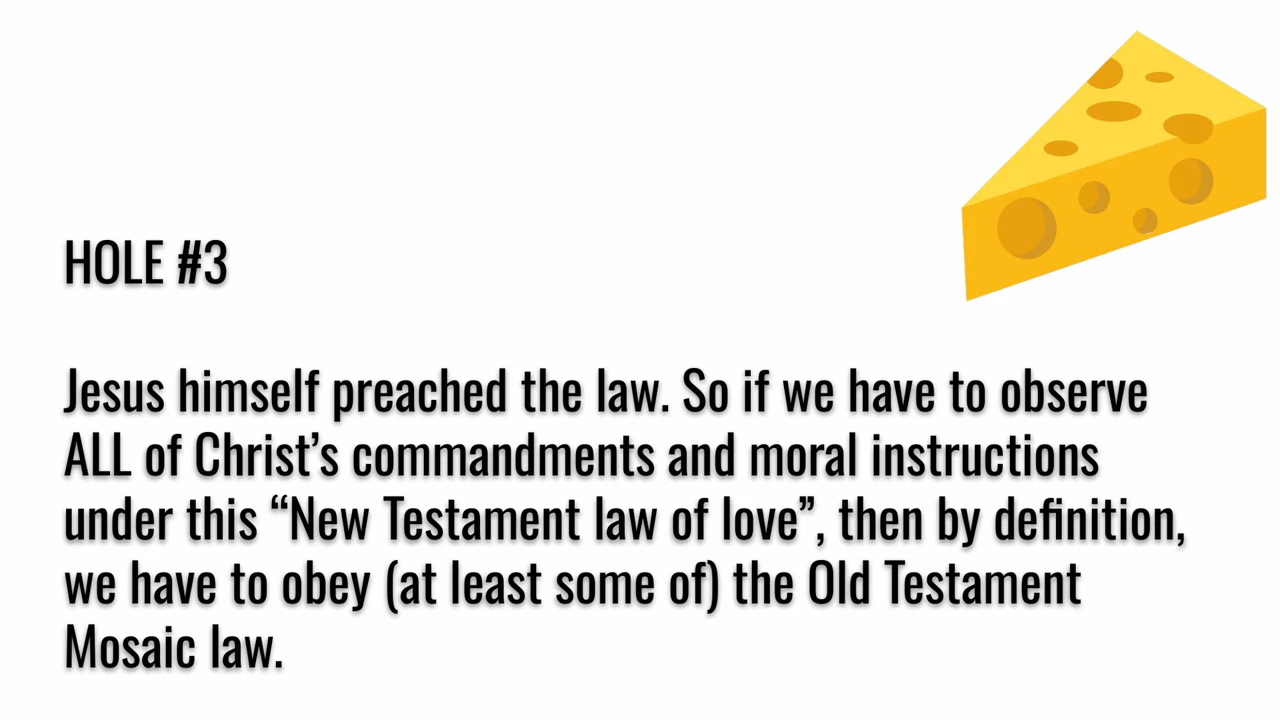 HOLE #3
Jesus himself preached the law. So if we have to observe
ALL of Christ’s commandments and moral instructions
under this “New Testament law of love”, then by definition,
we have to obey (at least some of) the Old Testament
Mosaic law.